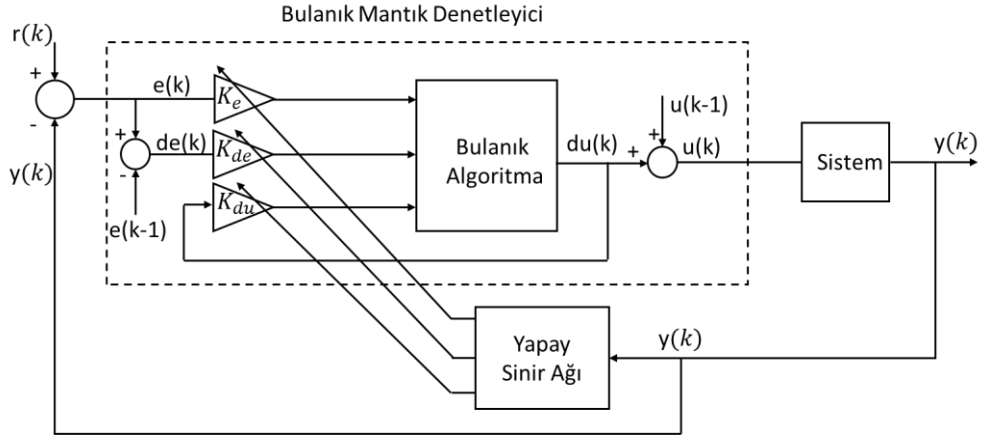 Bulanık Mantık Denetleyici
r(k)
+
e(k)
K_e
-
+
de(k)
K_de
-
y(k)
e(k-1)
K_du
Bulanık
Algoritma
du(k)
+
+
u(k-1)
u(k)
Sistem
y(k)
Yapay
Sinir Ağı
y(k)